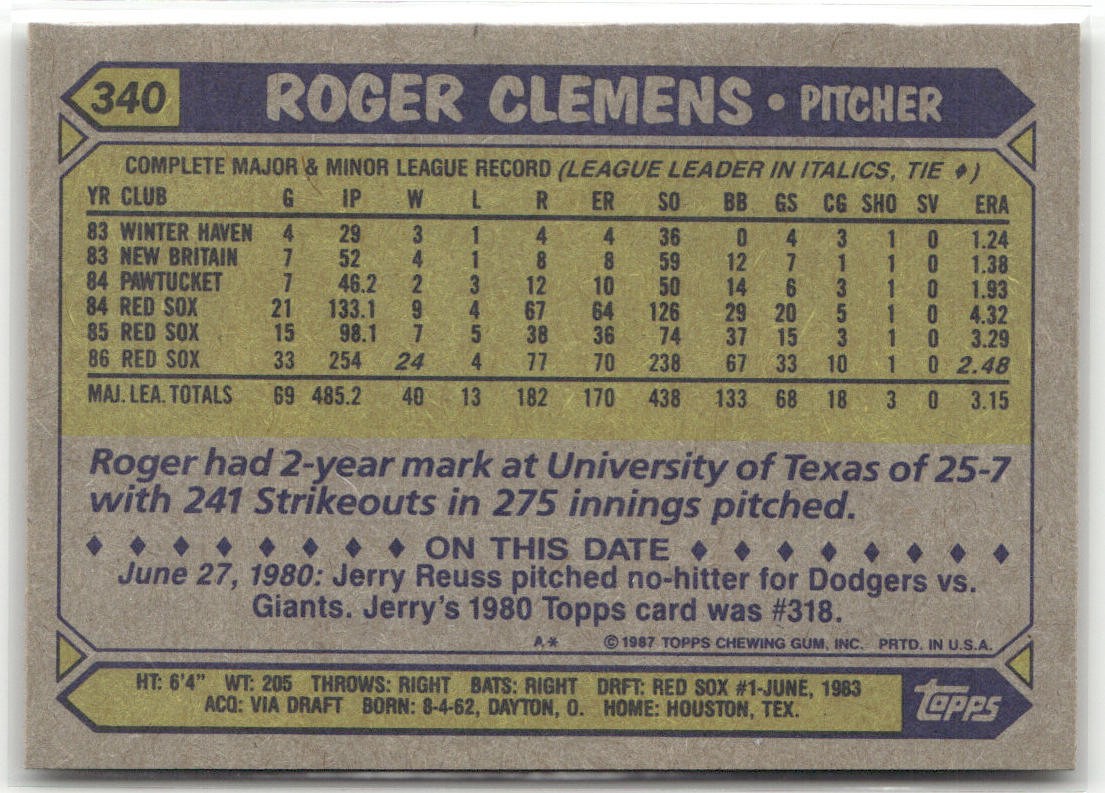 340 ROGER CLEMENS • PITCHER
COMPLETE MAJOR & MINOR LEAGUE RECORD (LEAGUE LEADER IN ITALICS, TIE ♦)
YR CLUB G IP W L R ER SO BB GS CG SHO SV ERA
83 WINTER HAVEN 4 29 3 1 4 4 36 0 4 3 1 0 1.24
83 NEW BRITAIN 7 52 4 1 8 8 59 12 7 1 1 0 1.38
84 PAWTUCKET 7 46.2 2 3 12 10 50 14 6 3 1 0 1.93
84 RED SOX 21 133.1 9 4 67 64 126 29 20 5 1 0 4.32
85 RED SOX 15 98.1 7 5 38 36 74 37 15 3 1 0 3.29
86 RED SOX 33 254 24 4 77 70 238 67 33 10 1 0 2.48
MAJ. LEA. TOTALS 69 485.2 40 13 182 170 438 133 68 18 3 0 3.15
Roger had 2-year mark at University of Texas of 25-7
with 241 Strikeouts in 275 innings pitched.
♦ ♦ ♦ ♦ ♦ ♦ ♦ ♦ ON THIS DATE ♦ ♦ ♦ ♦ ♦ ♦ ♦ ♦
June 27, 1980: Jerry Reuss pitched no-hitter for Dodgers vs.
Giants. Jerry's 1980 Topps card was #318.
A* ©1987 TOPPS CHEWING GUM, INC. PRTD. IN U.S.A.
HT: 6'4" WT: 205 THROWS: RIGHT BATS: RIGHT DRFT: RED SOX #1-JUNE, 1983
ACQ: VIA DRAFT BORN: 8-4-62, DAYTON, O. HOME: HOUSTON, TEX.
topps